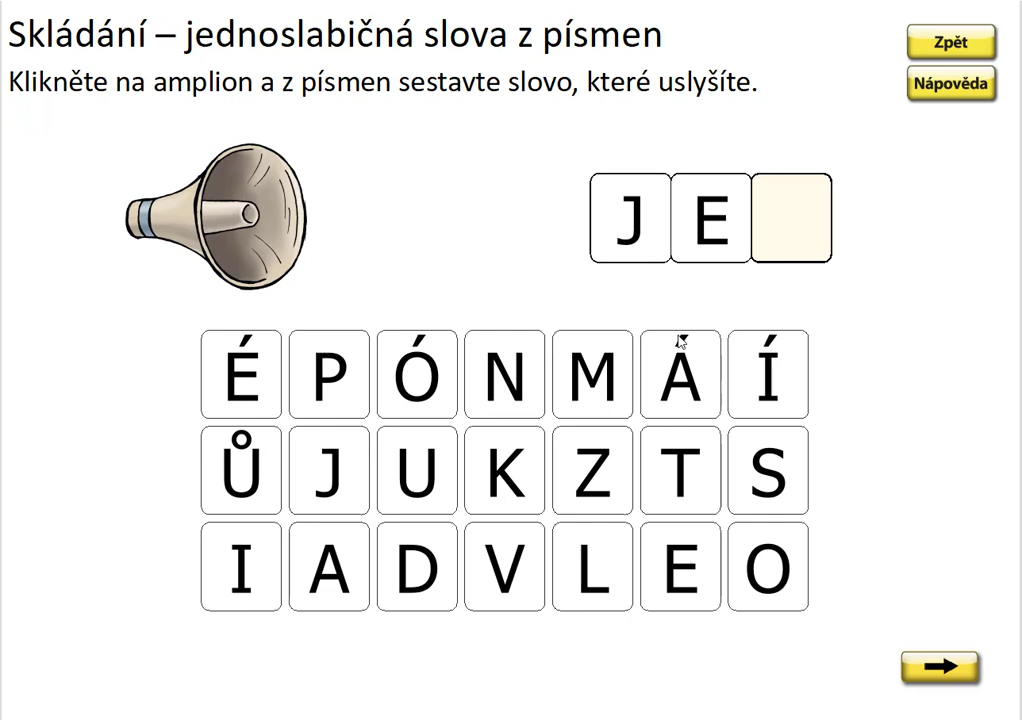 Skládání – jednoslabičná slova z písmen
Zpět
Klikněte na amplion a z písmen sestavte slovo, které uslyšíte.
Nápověda
J E
É P Ó N M Á Í
Ů J U K Z T S
I A D V L E O